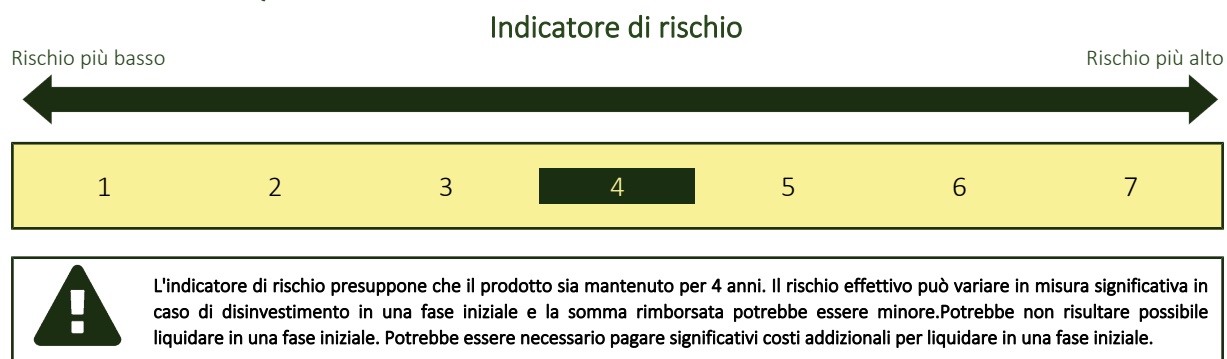 Indicatore di rischio
Rischio più basso
Rischio più alto
1 2 3 4 5 6 7
L'indicatore di rischio presuppone che il prodotto sia mantenuto per 4 anni. Il rischio effettivo può variare in misura significativa in
caso di disinvestimento in una fase iniziale e la somma rimborsata potrebbe essere minore.Potrebbe non risultare possibile
liquidare in una fase iniziale. Potrebbe essere necessario pagare significativi costi addizionali per liquidare in una fase iniziale.